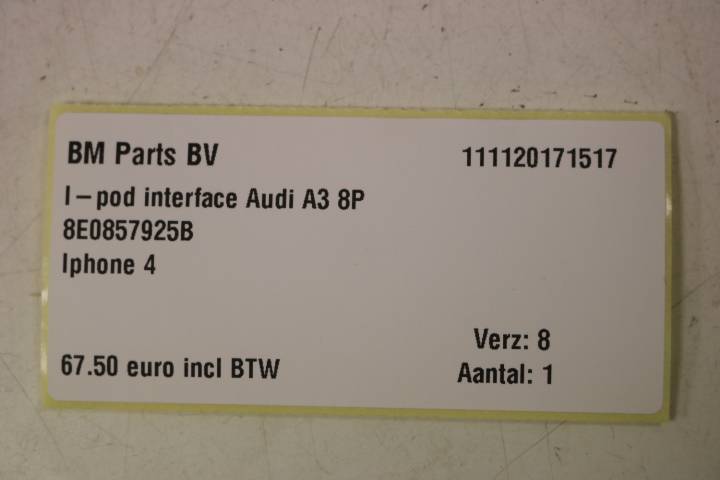 BM Parts BV 111120171517
I-pod interface Audi A3 8P
8E0857925B
Iphone 4
Verz: 8
67.50 euro incl BTW Aantal: 1